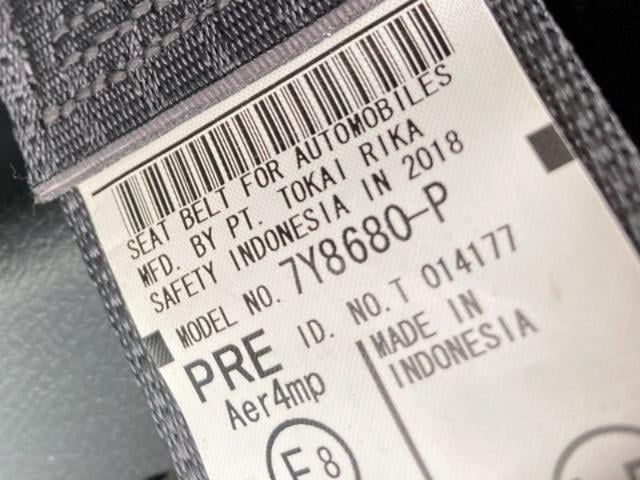 SEAT BELT FOR AUTOMOBILES
MFD. BY PT. TOKAI RIKA
SAFETY INDONESIA IN 2018
MODEL NO. 7Y8680-P
PRE ID. NO.T 014177
Aer4mp
MADE IN
INDONESIA
E8